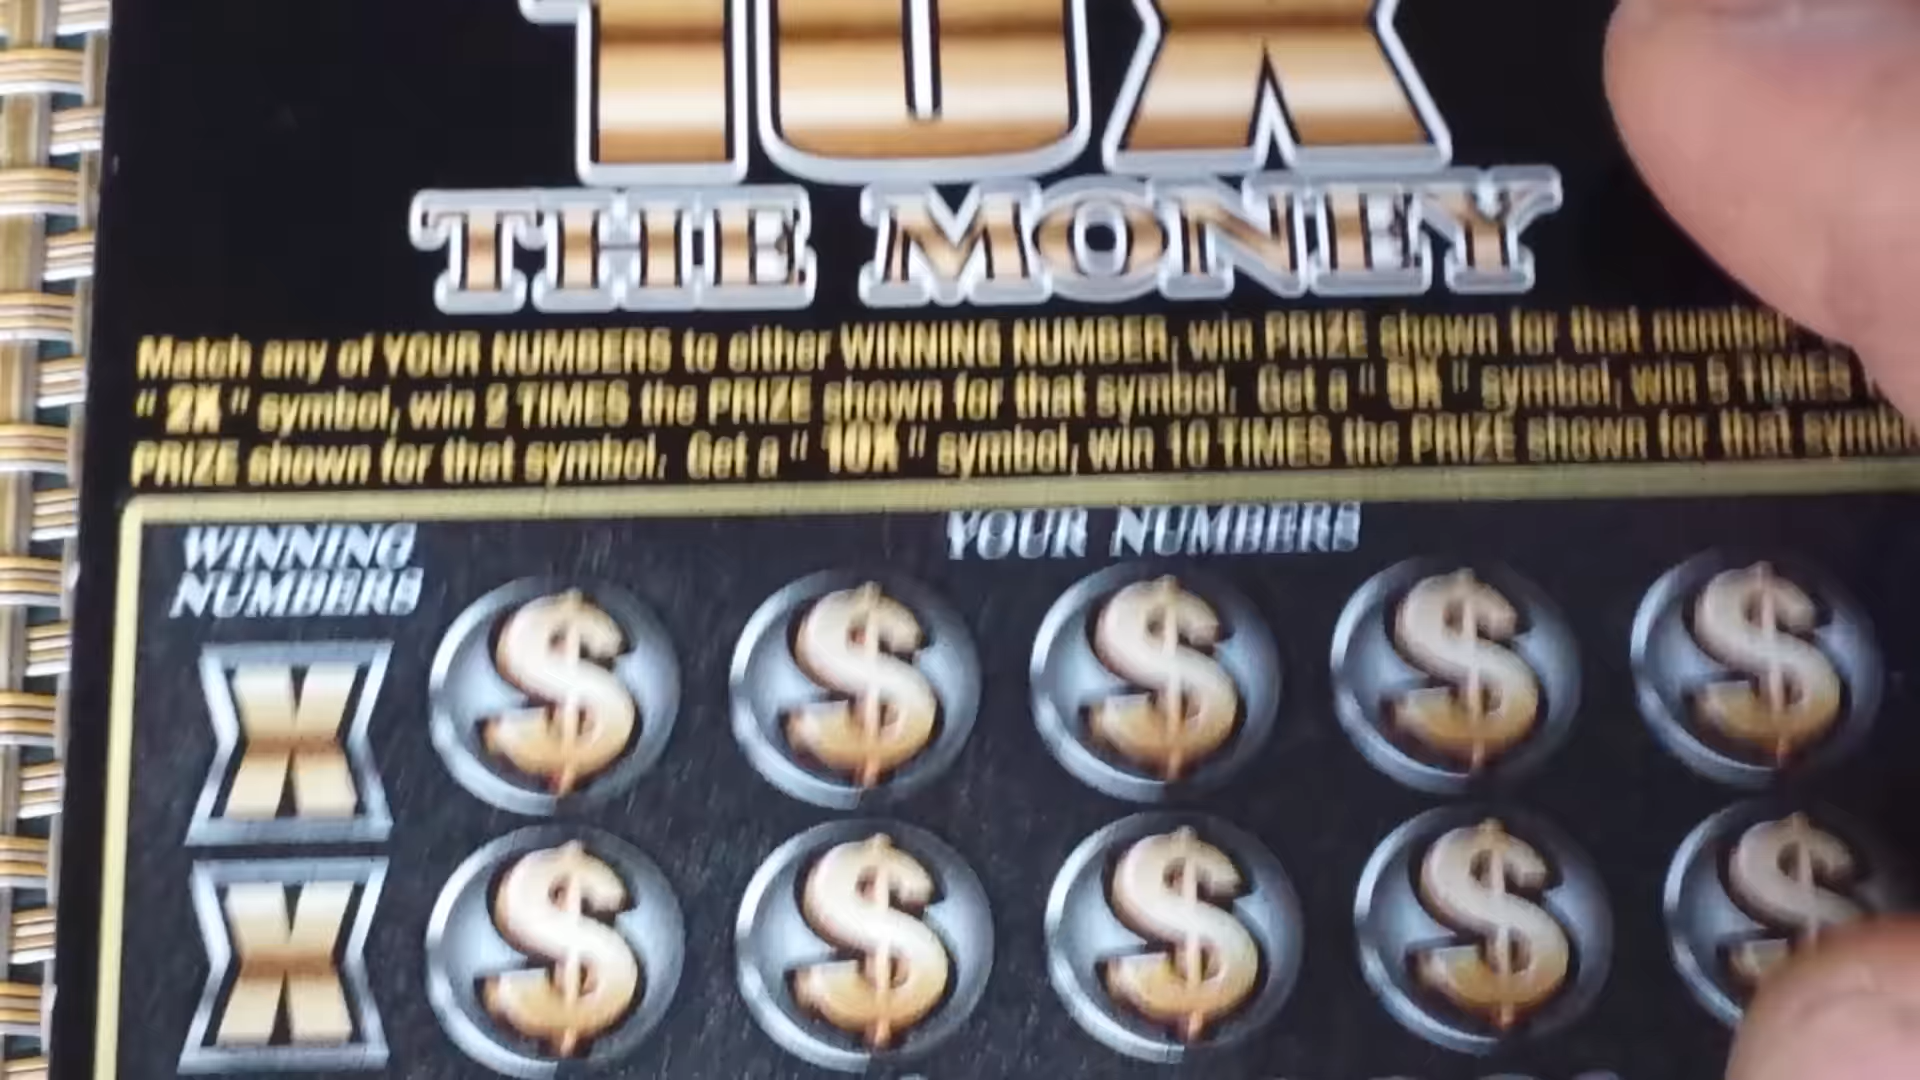 10X
THE MONEY
Match any of YOUR NUMBERS to either WINNING NUMBER, win PRIZE shown for that number
"2X" symbol, win 2 TIMES the PRIZE shown for that symbol. Get a "5X" symbol, win 5 TIMES
PRIZE shown for that symbol. Get a "10X" symbol, win 10 TIMES the PRIZE shown for that
WINNING
NUMBERS
YOUR NUMBERS
X
$ $ $ $ $
X
$ $ $ $ $